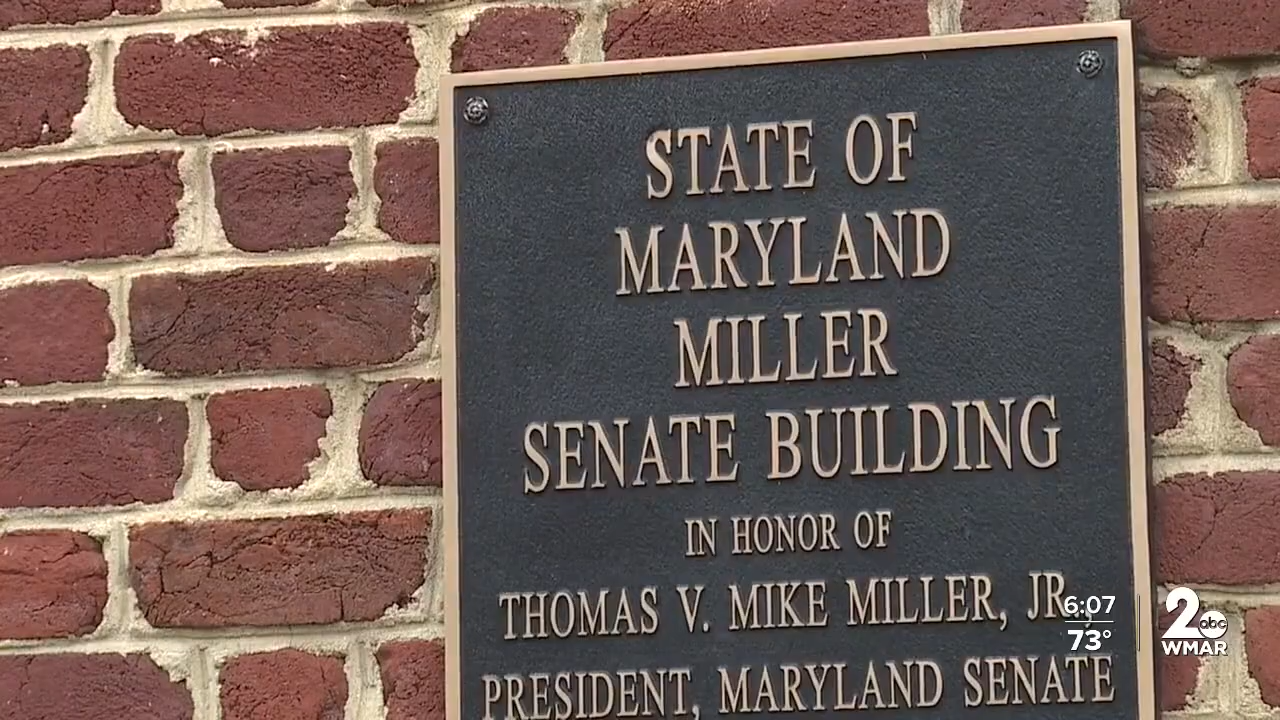 STATE OF
MARYLAND
MILLER
SENATE BUILDING
IN HONOR OF
THOMAS V. MIKE MILLER, JR.,
PRESIDENT, MARYLAND SENATE
6:07
73°
2 abc
WMAR